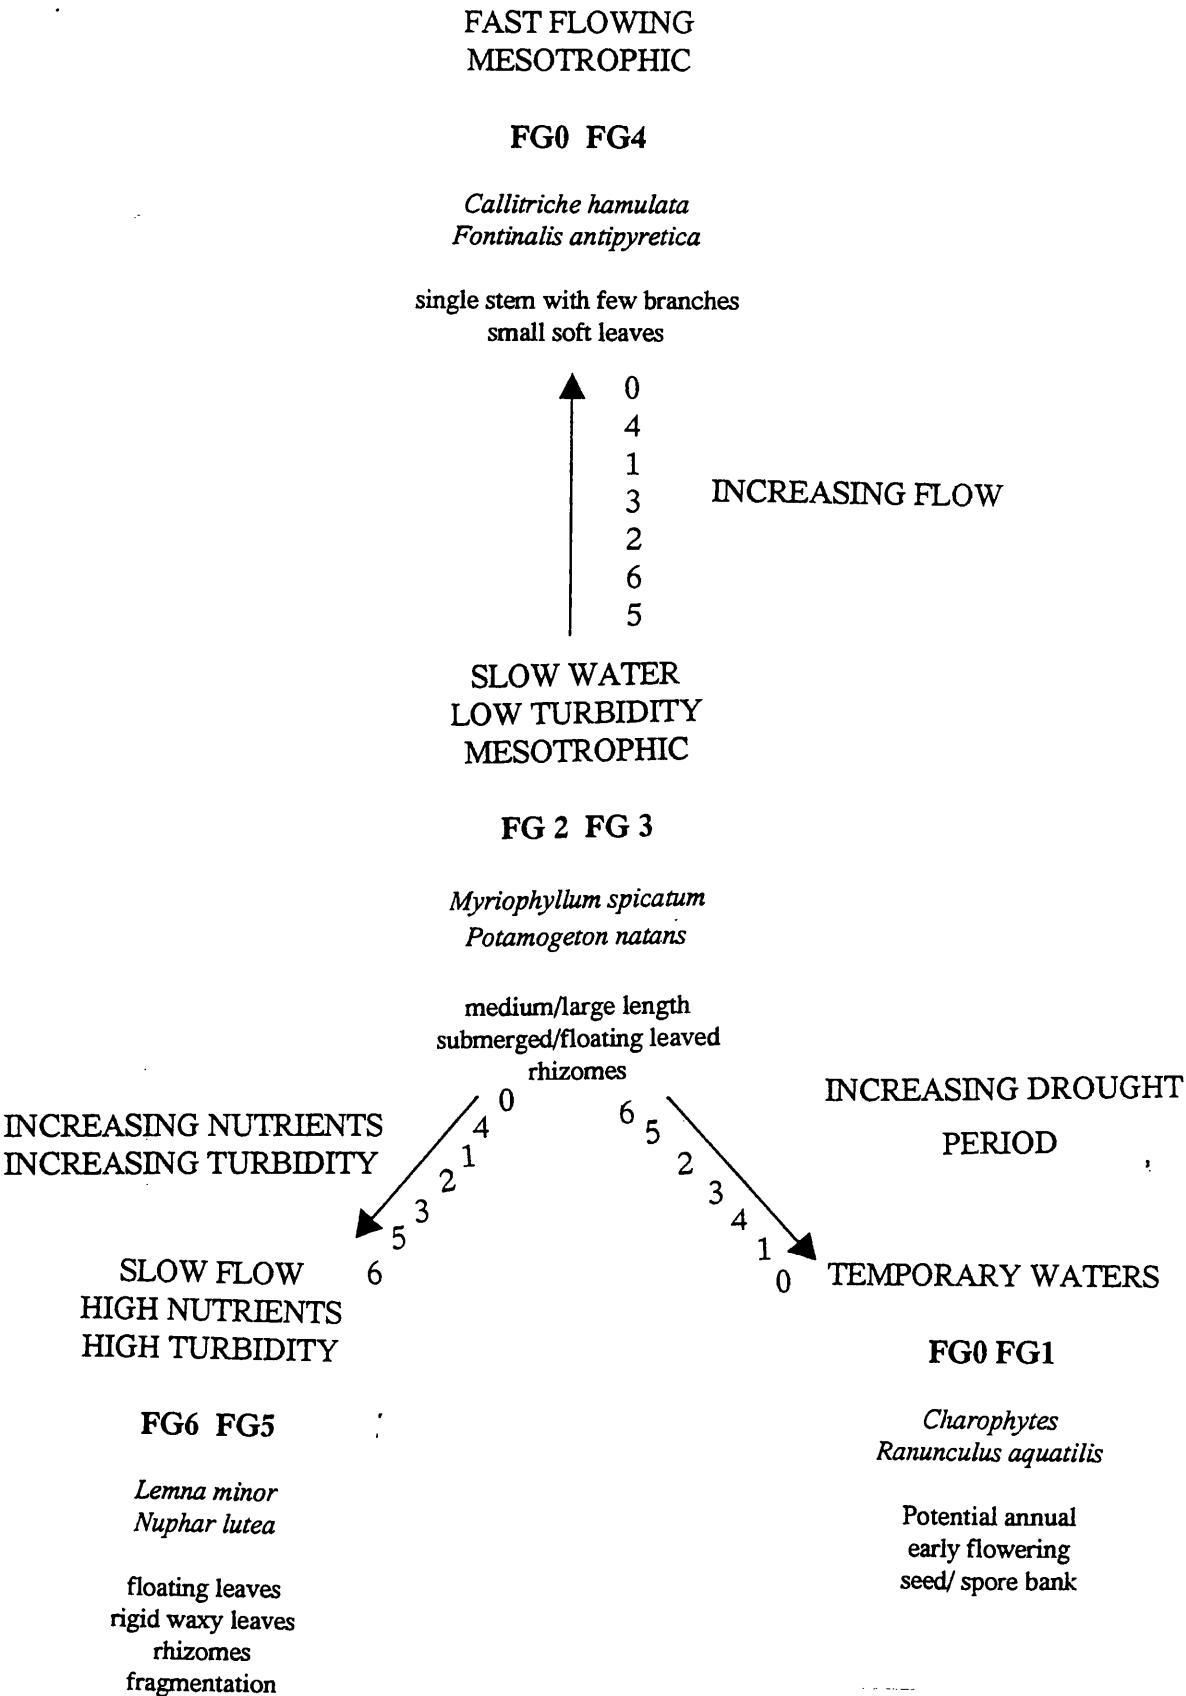 FAST FLOWING
MESOTROPHIC
FG0 FG4
Callitriche hamulata
Fontinalis antipyretica
single stem with few branches
small soft leaves
0
4
1
3
2
6
5
INCREASING FLOW
SLOW WATER
LOW TURBIDITY
MESOTROPHIC
FG 2 FG 3
Myriophyllum spicatum
Potamogeton natans
medium/large length
submerged/floating leaved
rhizomes
INCREASING NUTRIENTS
INCREASING TURBIDITY
0
4
1
2
3
5
6
6
5
2
3
4
1
0
INCREASING DROUGHT
PERIOD
SLOW FLOW
HIGH NUTRIENTS
HIGH TURBIDITY
FG6 FG5
Lemna minor
Nuphar lutea
floating leaves
rigid waxy leaves
rhizomes
fragmentation
TEMPORARY WATERS
FG0 FG1
Charophytes
Ranunculus aquatilis
Potential annual
early flowering
seed/ spore bank